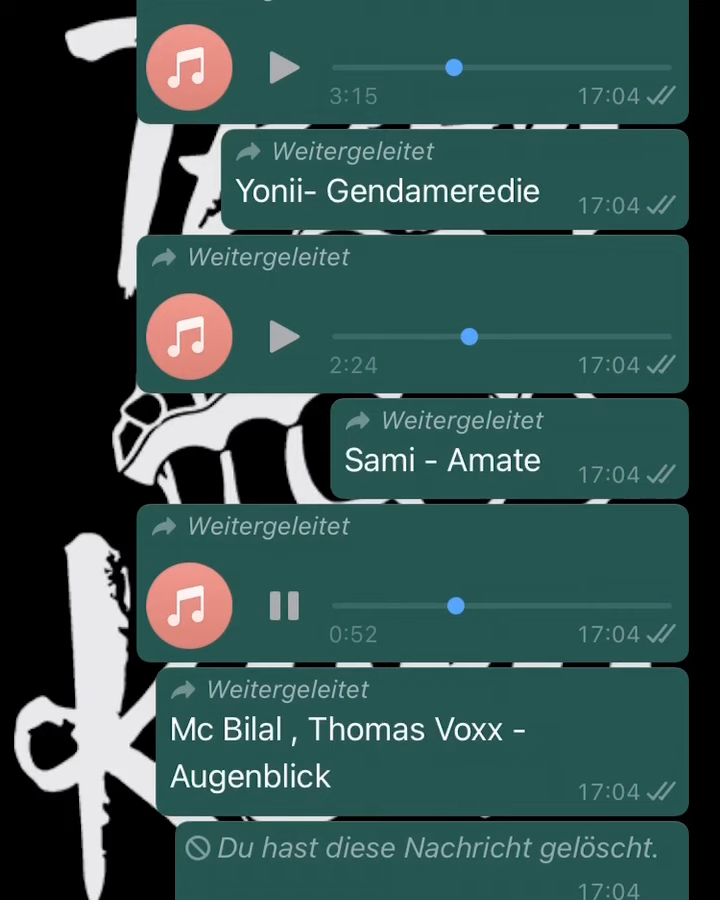 3:15 17:04
Weitergeleitet
Yonii- Gendameredie 17:04
Weitergeleitet
2:24 17:04
Weitergeleitet
Sami - Amate 17:04
Weitergeleitet
0:52 17:04
Weitergeleitet
Mc Bilal , Thomas Voxx -
Augenblick 17:04
Du hast diese Nachricht gelöscht.
17:04